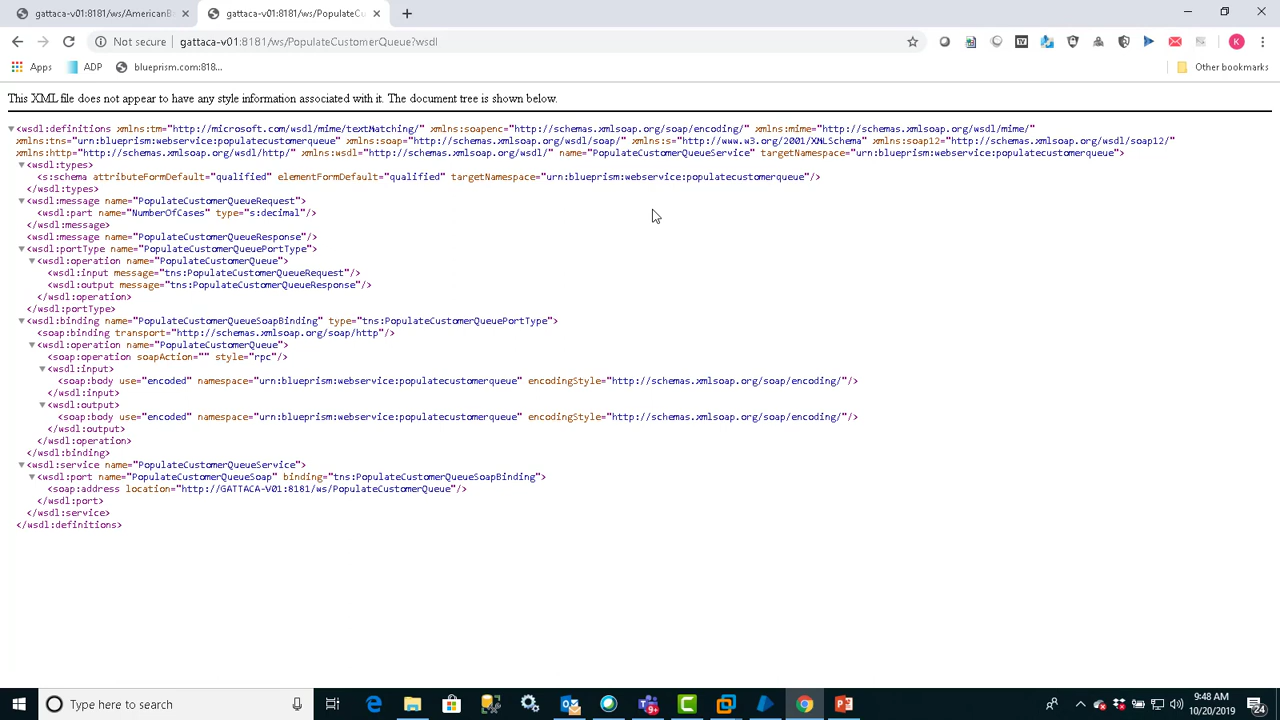 gattaca-v01:8181/ws/AmericanB
gattaca-v01:8181/ws/PopulateCu
Not secure
gattaca-v01:8181/ws/PopulateCustomerQueue?wsdl
TV
K
Apps
ADP
blueprism.com:818...
Other bookmarks
This XML file does not appear to have any style information associated with it. The document tree is shown below.
<wsdl:definitions xmlns:tm="http://microsoft.com/wsdl/mime/textMatching/" xmlns:soapenc="http://schemas.xmlsoap.org/soap/encoding/" xmlns:mime="http://schemas.xmlsoap.org/wsdl/mime/"
xmlns:tns="urn:blueprism:webservice:populatecustomerqueue" xmlns:soap="http://schemas.xmlsoap.org/wsdl/soap/" xmlns:s="http://www.w3.org/2001/XMLSchema" xmlns:soap12="http://schemas.xmlsoap.org/wsdl/soap12/"
xmlns:http="http://schemas.xmlsoap.org/wsdl/http/" xmlns:wsdl="http://schemas.xmlsoap.org/wsdl/" name="PopulateCustomerQueueService" targetNamespace="urn:blueprism:webservice:populatecustomerqueue">
<wsdl:types>
<s:schema attributeFormDefault="qualified" elementFormDefault="qualified" targetNamespace="urn:blueprism:webservice:populatecustomerqueue"/>
</wsdl:types>
<wsdl:message name="PopulateCustomerQueueRequest">
<wsdl:part name="NumberOfCases" type="s:decimal"/>
</wsdl:message>
<wsdl:message name="PopulateCustomerQueueResponse"/>
<wsdl:portType name="PopulateCustomerQueuePortType">
<wsdl:operation name="PopulateCustomerQueue">
<wsdl:input message="tns:PopulateCustomerQueueRequest"/>
<wsdl:output message="tns:PopulateCustomerQueueResponse"/>
</wsdl:operation>
</wsdl:portType>
<wsdl:binding name="PopulateCustomerQueueSoapBinding" type="tns:PopulateCustomerQueuePortType">
<soap:binding transport="http://schemas.xmlsoap.org/soap/http"/>
<wsdl:operation name="PopulateCustomerQueue">
<soap:operation soapAction="" style="rpc"/>
<wsdl:input>
<soap:body use="encoded" namespace="urn:blueprism:webservice:populatecustomerqueue" encodingStyle="http://schemas.xmlsoap.org/soap/encoding/"/>
</wsdl:input>
<wsdl:output>
<soap:body use="encoded" namespace="urn:blueprism:webservice:populatecustomerqueue" encodingStyle="http://schemas.xmlsoap.org/soap/encoding/"/>
</wsdl:output>
</wsdl:operation>
</wsdl:binding>
<wsdl:service name="PopulateCustomerQueueService">
<wsdl:port name="PopulateCustomerQueueSoap" binding="tns:PopulateCustomerQueueSoapBinding">
<soap:address location="http://GATTACA-V01:8181/ws/PopulateCustomerQueue"/>
</wsdl:port>
</wsdl:service>
</wsdl:definitions>
Type here to search
9:48 AM
10/20/2019
24